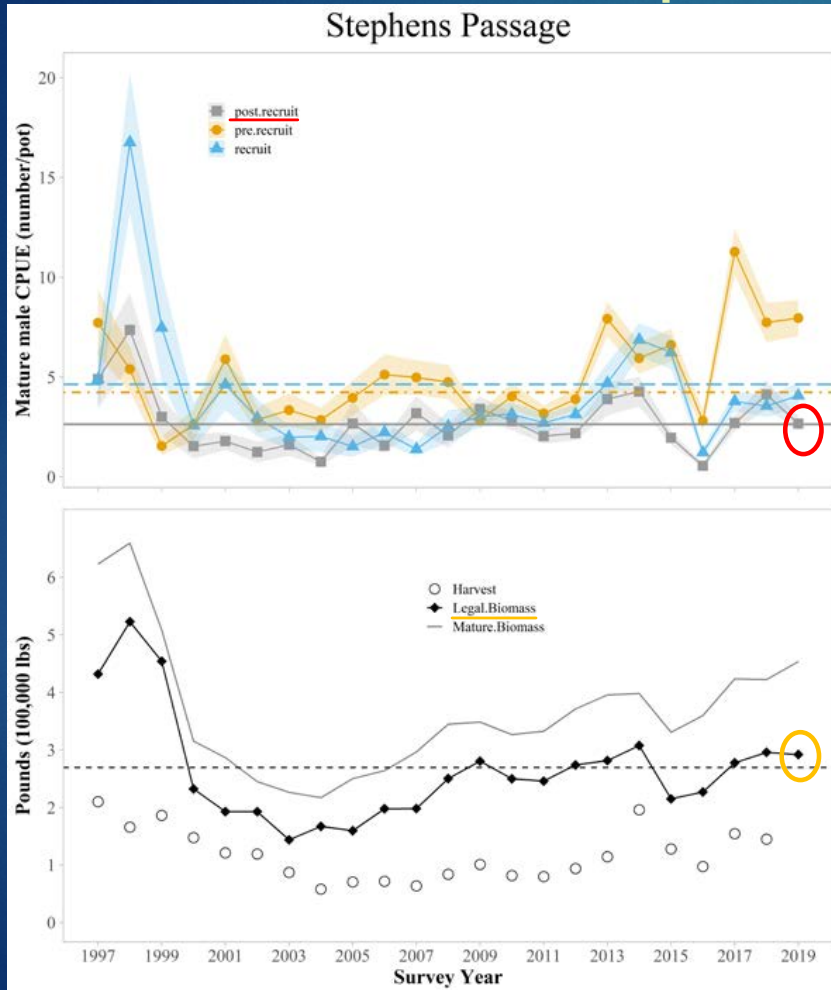 Stephens Passage
Mature male CPUE (number/pot)
20
15
10
5
0
post.recruit
pre.recruit
recruit
Pounds (100,000 lbs)
6
5
4
3
2
1
0
Harvest
Legal.Biomass
Mature.Biomass
1997 1999 2001 2003 2005 2007 2009 2011 2013 2015 2017 2019
Survey Year